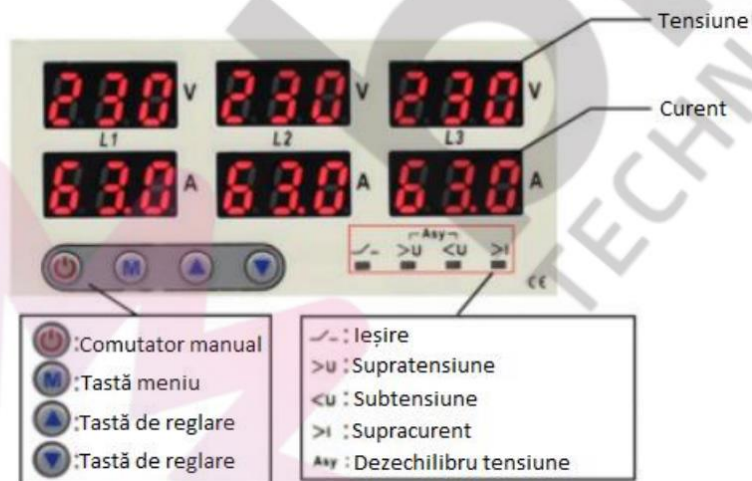 Tensiune
230 V 230 V 230 V
L1 L2 L3
Curent
63.0 A 63.0 A 63.0 A
Asy
>U <U >I
M
CE
:Comutator manual
M :Tastă meniu
:Tastă de reglare
:Tastă de reglare
: Ieșire
>U : Supratensiune
<U : Subtensiune
>I : Supracurent
Asy : Dezechilibru tensiune
TECHN